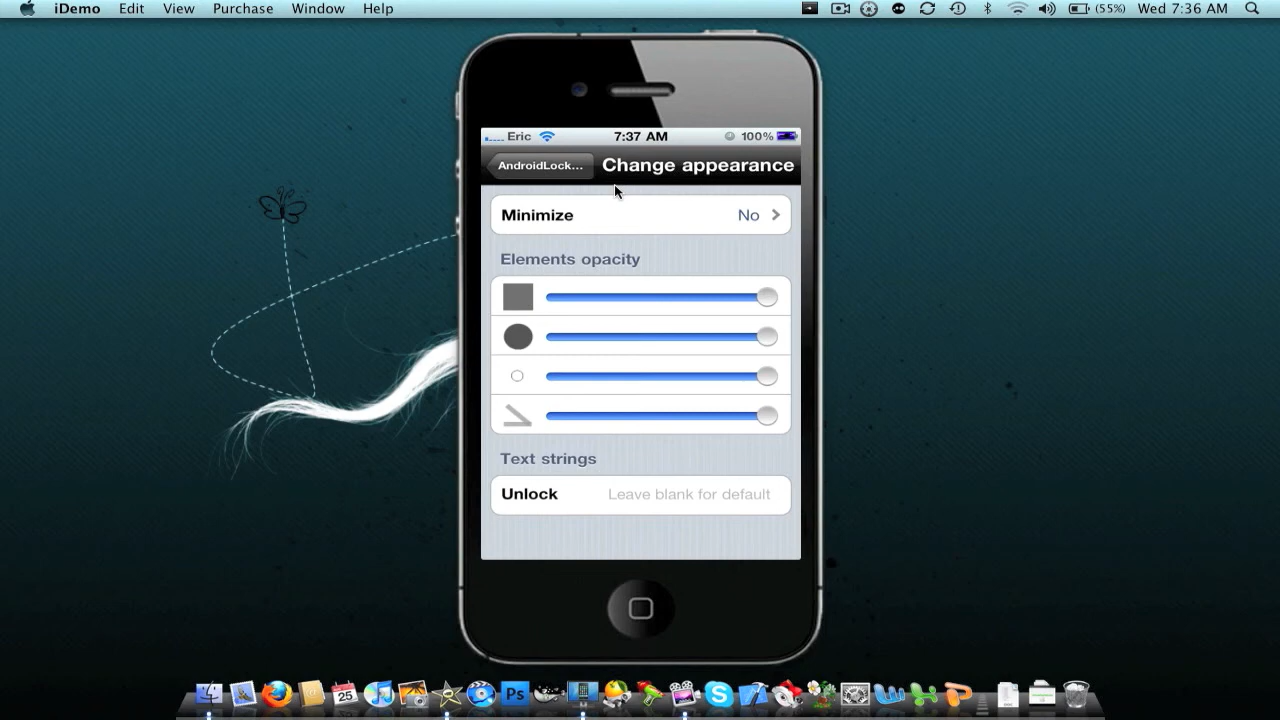 iDemo Edit View Purchase Window Help (55%) Wed 7:36 AM
Eric 7:37 AM 100%
AndroidLock... Change appearance
Minimize No
Elements opacity
Text strings
Unlock Leave blank for default
25
Ps